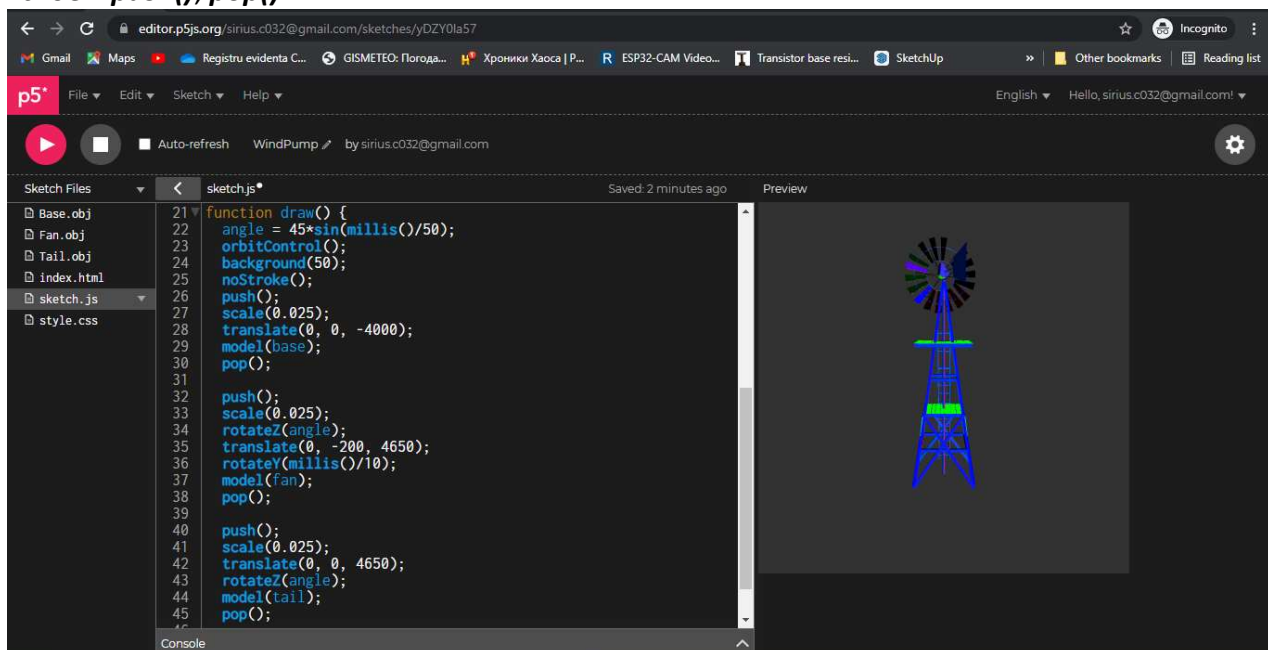 editor.p5js.org/sirius.c032@gmail.com/sketches/yDZY0Ia57
Incognito
Gmail Maps Registru evidenta C... GISMETEO: Погода... Хроники Хаоса | Р... R ESP32-CAM Video... Transistor base resi... SketchUp » Other bookmarks Reading list
p5* File Edit Sketch Help English Hello, sirius.c032@gmail.com!
Auto-refresh WindPump by sirius.c032@gmail.com
Sketch Files sketch.js Saved: 2 minutes ago Preview
Base.obj
Fan.obj
Tail.obj
index.html
sketch.js
style.css
21 function draw() {
22 angle = 45*sin(millis()/50);
23 orbitControl();
24 background(50);
25 noStroke();
26 push();
27 scale(0.025);
28 translate(0, 0, -4000);
29 model(base);
30 pop();
31
32 push();
33 scale(0.025);
34 rotateZ(angle);
35 translate(0, -200, 4650);
36 rotateY(millis()/10);
37 model(fan);
38 pop();
39
40 push();
41 scale(0.025);
42 translate(0, 0, 4650);
43 rotateZ(angle);
44 model(tail);
45 pop();
Console